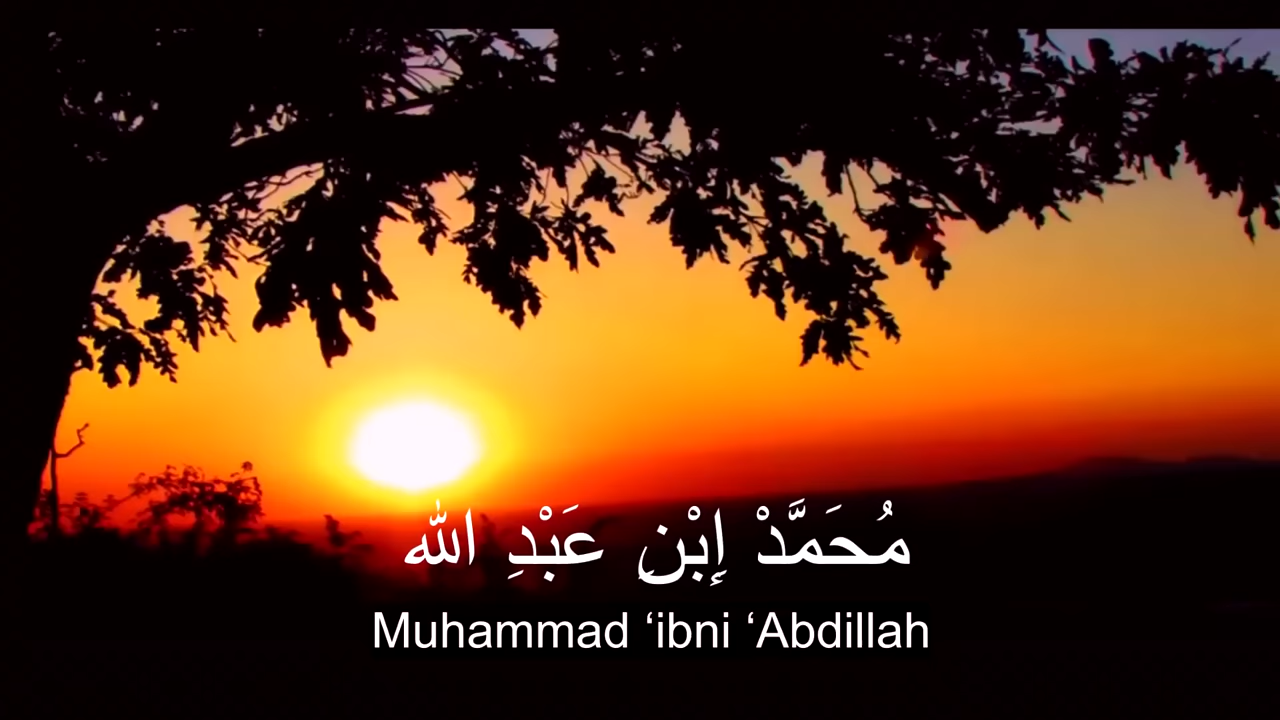 مُحَمَّدْ إِبْنِ عَبْدِ الله
Muhammad ‘ibni ‘Abdillah